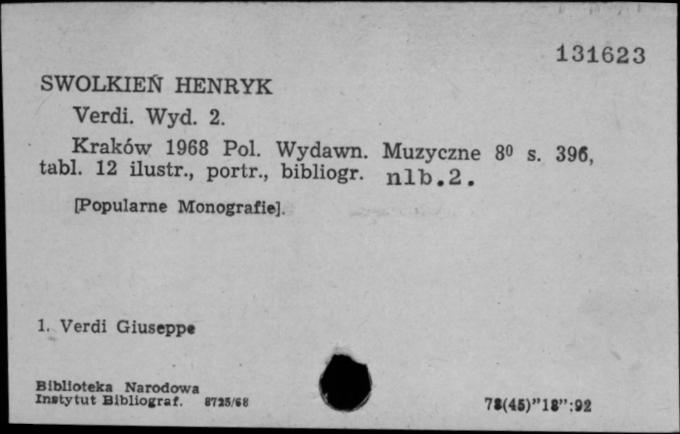 131623
SWOLKIEŃ HENRYK
Verdi. Wyd. 2.
Kraków 1968 Pol. Wydawn. Muzyczne 8⁰ s. 396,
tabl. 12 ilustr., portr., bibliogr. nlb.2.
[Popularne Monografie].
1. Verdi Giuseppe
Biblioteka Narodowa
Instytut Bibliograf. 8725/68
78(45)"18":92